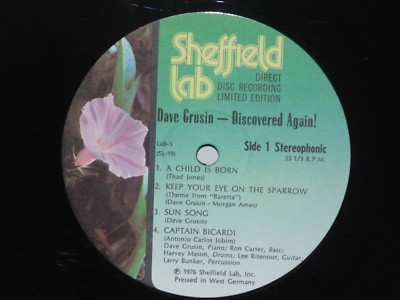 Sheffield
lab
DIRECT
DISC RECORDING
LIMITED EDITION
Dave Grusin — Discovered Again!
Lab-5
(SL-19)
Side 1 Stereophonic
33 1/3 R.P.M.
1. A CHILD IS BORN
(Thad Jones)
2. KEEP YOUR EYE ON THE SPARROW
(Theme from "Baretta")
(Dave Grusin - Morgan Ames)
3. SUN SONG
(Dave Grusin)
4. CAPTAIN BICARDI
(Antonio Carlos Jobim)
Dave Grusin, Piano; Ron Carter, Bass;
Harvey Mason, Drums; Lee Ritenour, Guitar
Larry Bunker, Percussion
℗ 1976 Sheffield Lab, Inc.
Pressed in West Germany